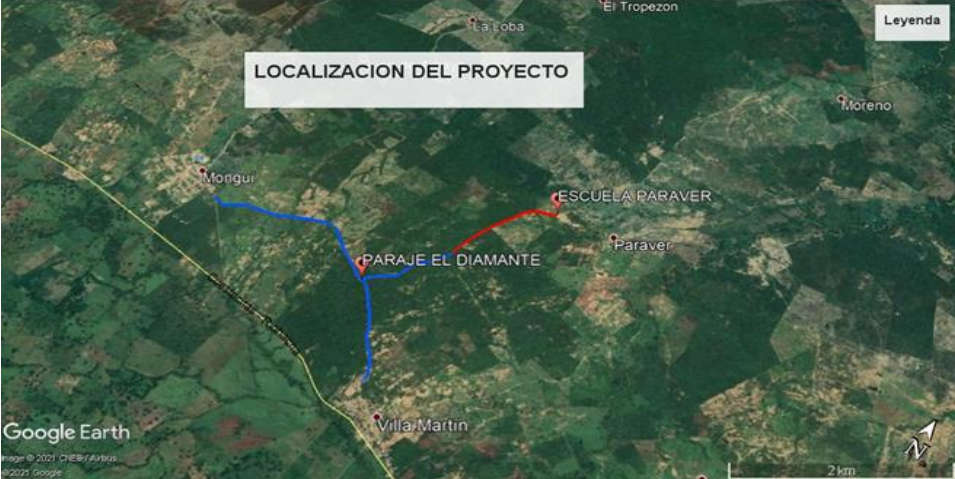 El Tropezon
Leyenda
La Loba
LOCALIZACION DEL PROYECTO
Moreno
Mongui
ESCUELA PARAVER
Paraver
PARAJE EL DIAMANTE
Villa Martin
Google Earth
Image © 2021 CNES / Airbus
©2021 Google
N
2 km